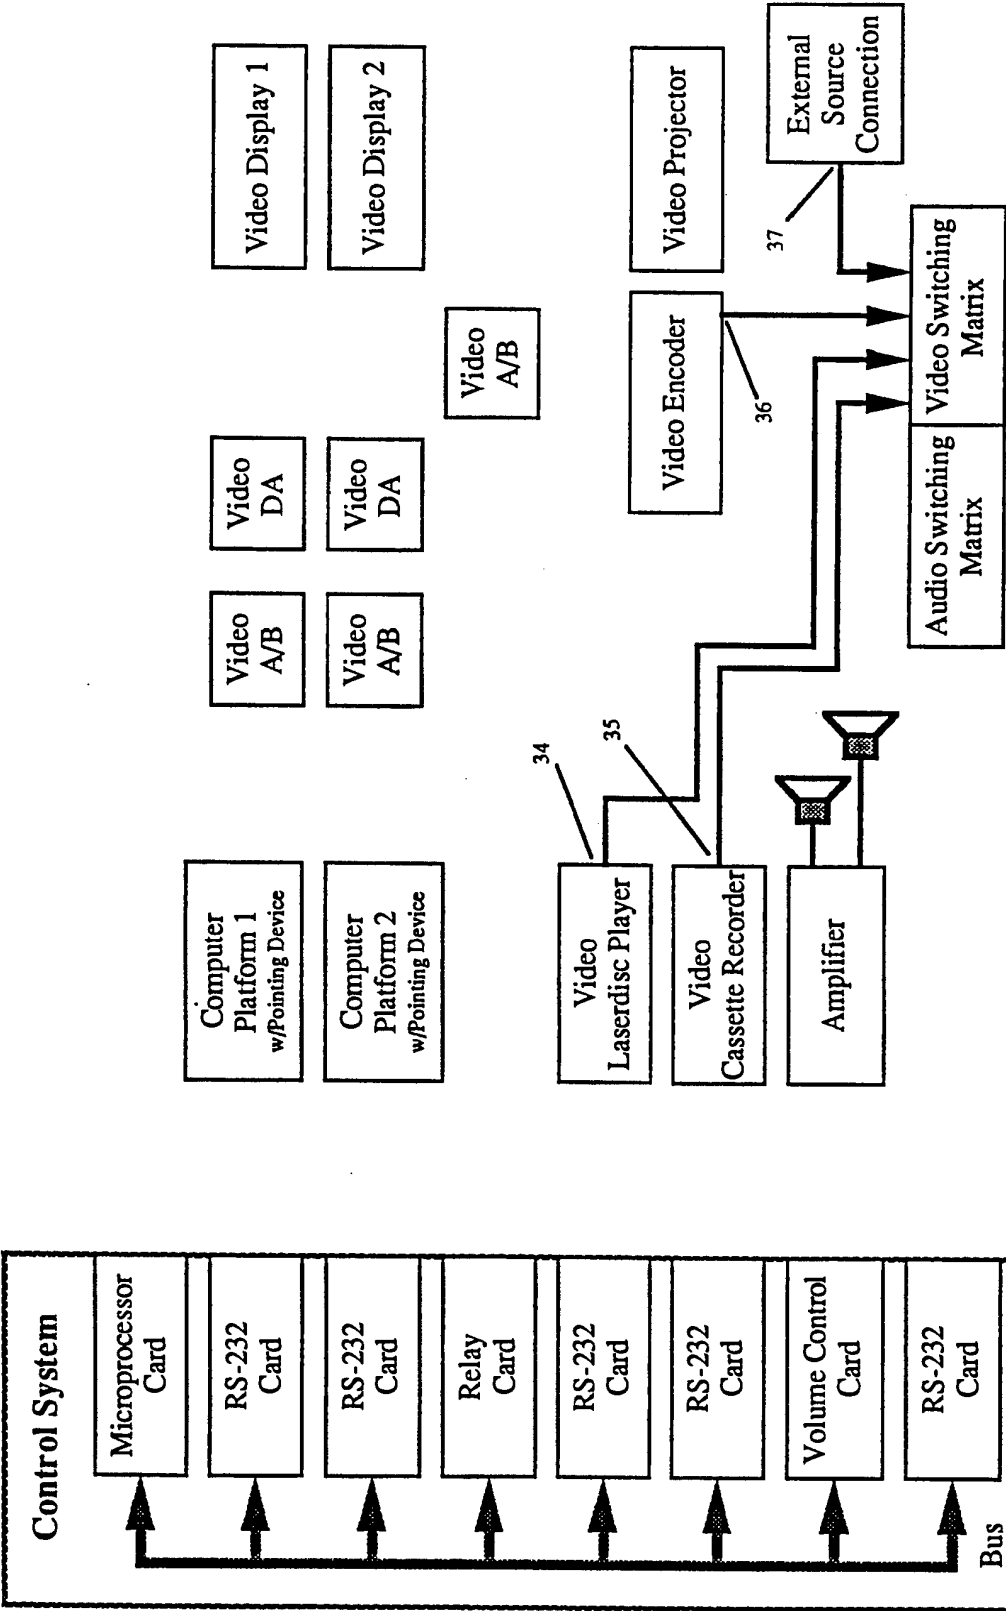 Control System
Microprocessor
Card
RS-232
Card
RS-232
Card
Relay
Card
RS-232
Card
RS-232
Card
Volume Control
Card
RS-232
Card
Bus
Computer
Platform 1
w/Pointing Device
Computer
Platform 2
w/Pointing Device
Video
Laserdisc Player
Video
Cassette Recorder
Amplifier
34
35
Video
A/B
Video
A/B
Video
DA
Video
DA
Video
A/B
Video Display 1
Video Display 2
Video Encoder
Video Projector
36
37
External
Source
Connection
Audio Switching
Matrix
Video Switching
Matrix